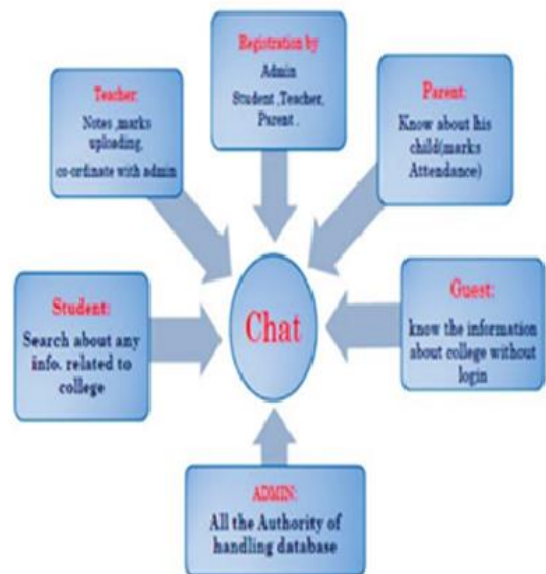 Registration by
Admin
Student ,Teacher,
Parent .
Teacher:
Notes ,marks
uploading,
co-ordinate with admin
Parent:
Know about his
child(marks
Attendance)
Student:
Search about any
info. related to
college
Chat
Guest:
know the information
about college without
login
ADMIN:
All the Authority of
handling database